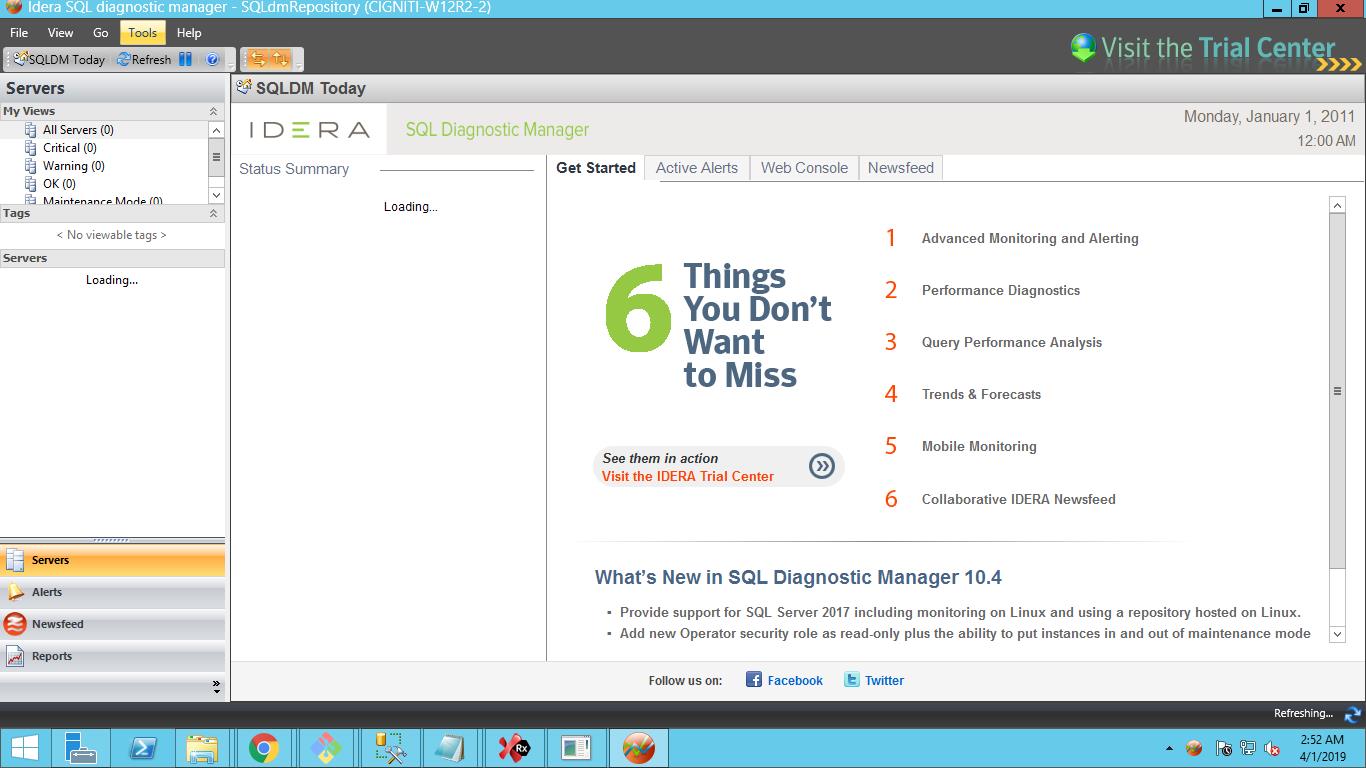 Idera SQL diagnostic manager - SQLdmRepository (CIGNITI-W12R2-2)
File View Go Tools Help
SQLDM Today Refresh
Visit the Trial Center
Servers
My Views
All Servers (0)
Critical (0)
Warning (0)
OK (0)
Maintenance Mode (0)
Tags
< No viewable tags >
Servers
Loading...
Servers
Alerts
Newsfeed
Reports
SQLDM Today
IDERA
SQL Diagnostic Manager
Monday, January 1, 2011
12:00 AM
Status Summary
Loading...
Get Started Active Alerts Web Console Newsfeed
6 Things
You Don't
Want
to Miss
See them in action
Visit the IDERA Trial Center
1 Advanced Monitoring and Alerting
2 Performance Diagnostics
3 Query Performance Analysis
4 Trends & Forecasts
5 Mobile Monitoring
6 Collaborative IDERA Newsfeed
What's New in SQL Diagnostic Manager 10.4
▪ Provide support for SQL Server 2017 including monitoring on Linux and using a repository hosted on Linux.
▪ Add new Operator security role as read-only plus the ability to put instances in and out of maintenance mode
Follow us on: Facebook Twitter
Refreshing...
Rx
2:52 AM
4/1/2019